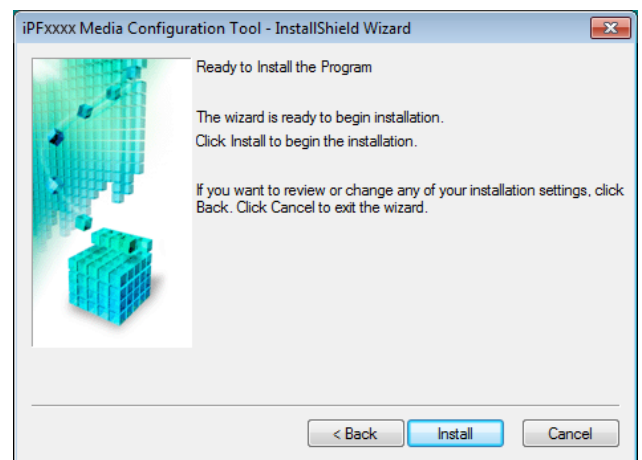 iPFxxxx Media Configuration Tool - InstallShield Wizard
Ready to Install the Program
The wizard is ready to begin installation.
Click Install to begin the installation.
If you want to review or change any of your installation settings, click
Back. Click Cancel to exit the wizard.
< Back Install Cancel